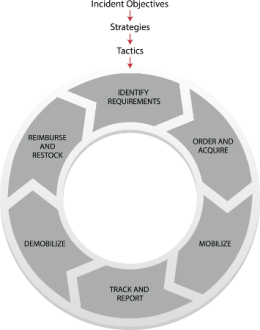 Incident Objectives
Strategies
Tactics
IDENTIFY
REQUIREMENTS
ORDER AND
ACQUIRE
MOBILIZE
TRACK AND
REPORT
DEMOBILIZE
REIMBURSE
AND
RESTOCK